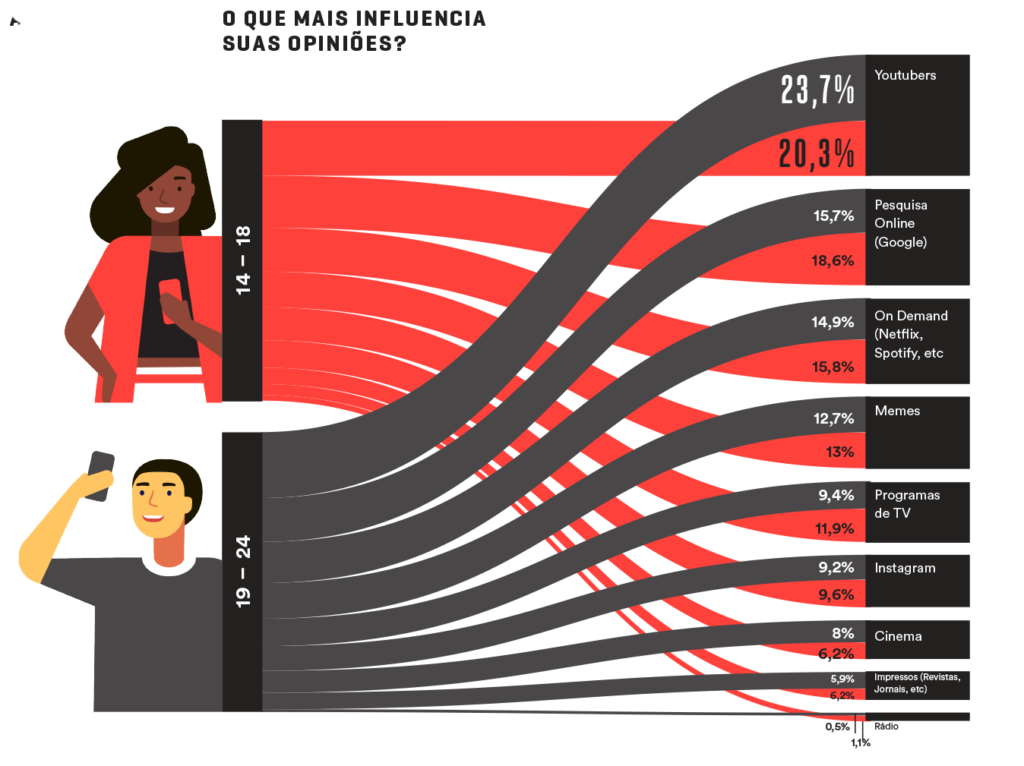 O QUE MAIS INFLUENCIA
SUAS OPINIÕES?
14 – 18
19 – 24
23,7%
20,3%
Youtubers
15,7%
18,6%
Pesquisa
Online
(Google)
14,9%
15,8%
On Demand
(Netflix,
Spotify, etc
12,7%
13%
Memes
9,4%
11,9%
Programas
de TV
9,2%
9,6%
Instagram
8%
6,2%
Cinema
5,9%
6,2%
Impressos (Revistas,
Jornais, etc)
0,5%
1,1%
Rádio